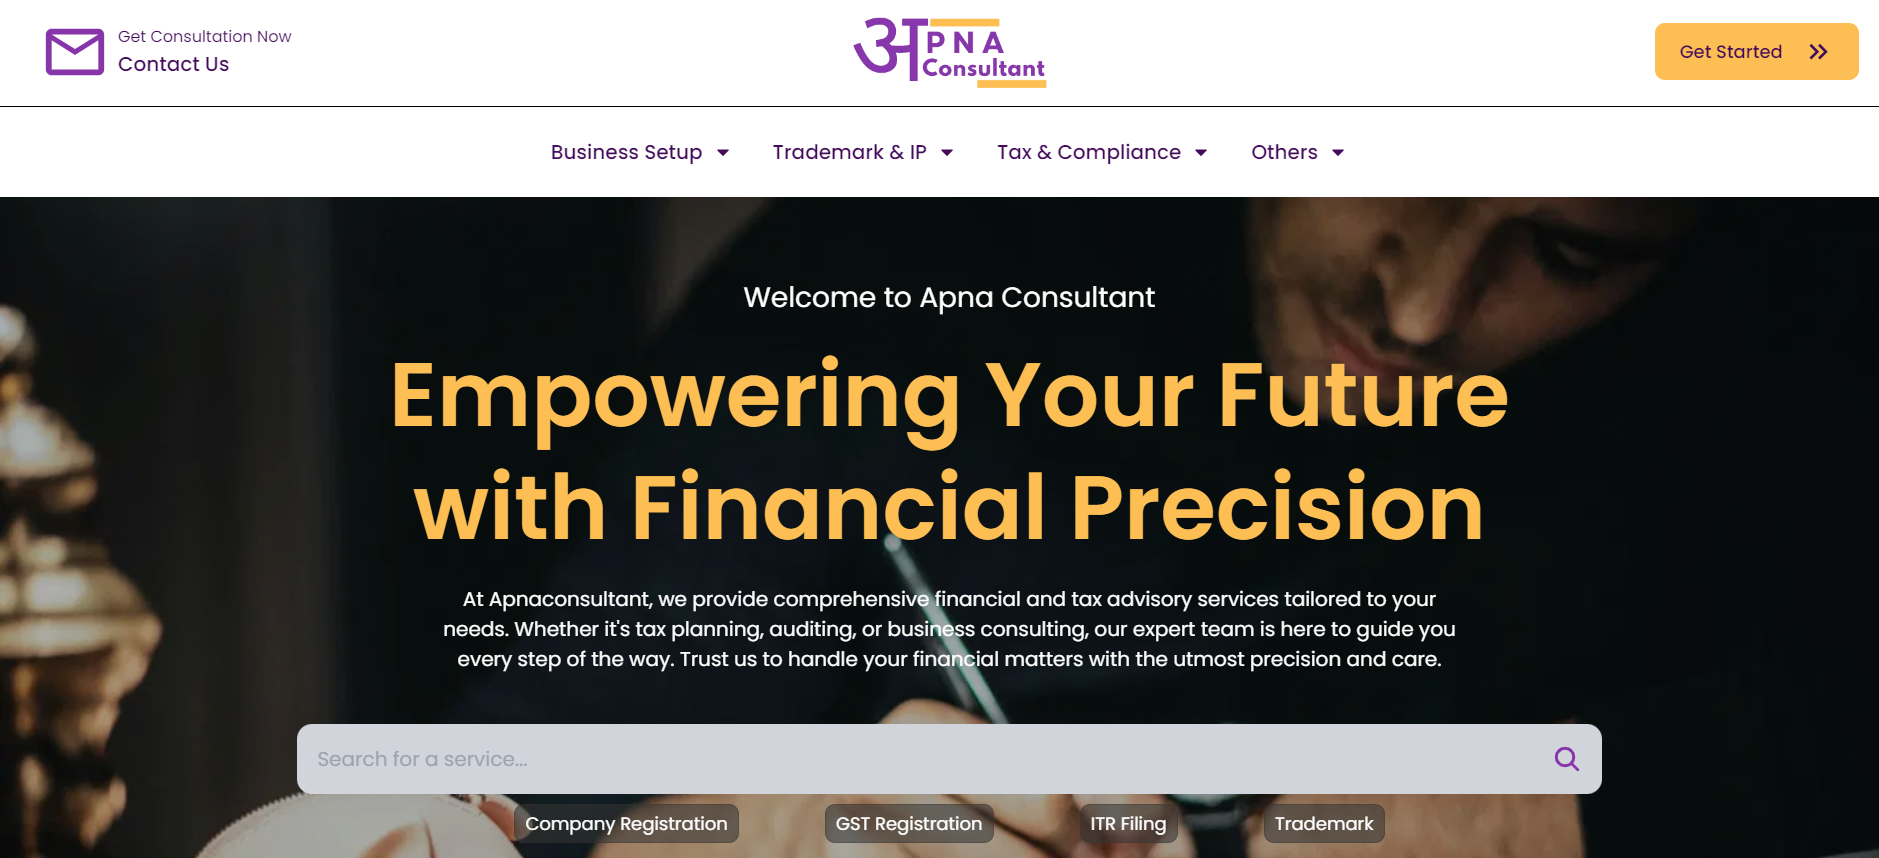 Get Consultation Now
Contact Us
अPNA
Consultant
Get Started
Business Setup
Trademark & IP
Tax & Compliance
Others
Welcome to Apna Consultant
Empowering Your Future
with Financial Precision
At Apnaconsultant, we provide comprehensive financial and tax advisory services tailored to your
needs. Whether it's tax planning, auditing, or business consulting, our expert team is here to guide you
every step of the way. Trust us to handle your financial matters with the utmost precision and care.
Search for a service...
Company Registration
GST Registration
ITR Filing
Trademark